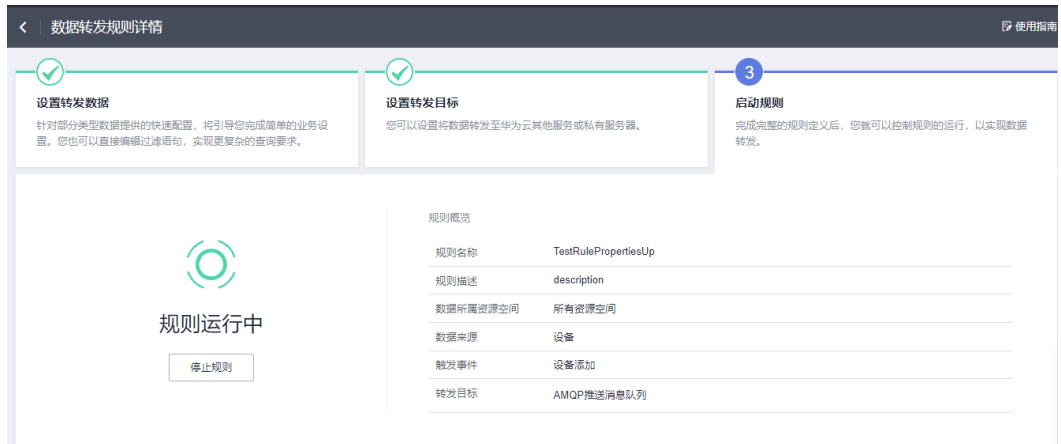 数据转发规则详情
使用指南
设置转发数据
针对部分类型数据提供的快速配置，将引导您完成简单的业务设
置。您也可以直接编辑过滤语句，实现更复杂的查询要求。
设置转发目标
您可以设置将数据转发至华为云其他服务或私有服务器。
3
启动规则
完成完整的规则定义后，您就可以控制规则的运行，以实现数据
转发。
规则运行中
停止规则
规则概览
规则名称 TestRulePropertiesUp
规则描述 description
数据所属资源空间 所有资源空间
数据来源 设备
触发事件 设备添加
转发目标 AMQP推送消息队列